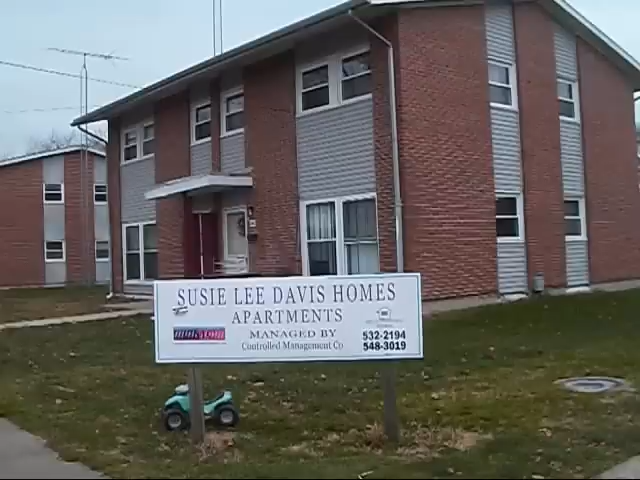 SUSIE LEE DAVIS HOMES
APARTMENTS
MANAGED BY
Controlled Management Co
532-2194
548-3019